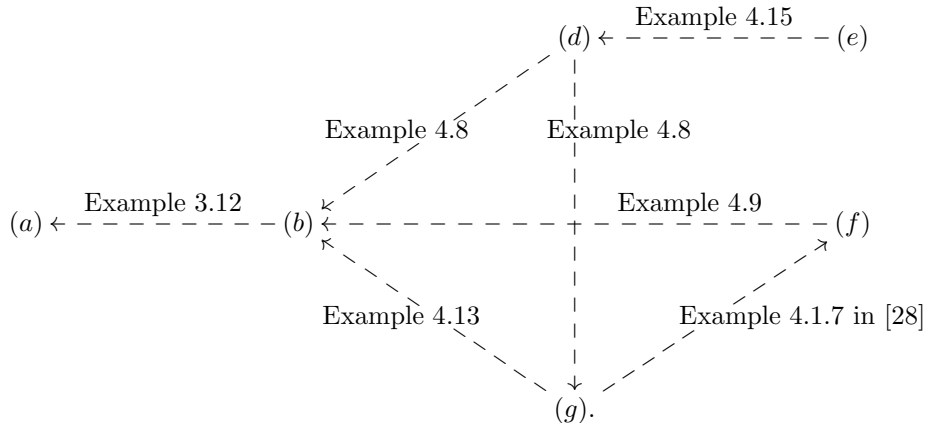 Example 4.15
(d) (e)
Example 4.8 Example 4.8
Example 3.12 Example 4.9
(a) (b) (f)
Example 4.13 Example 4.1.7 in [28]
(g).